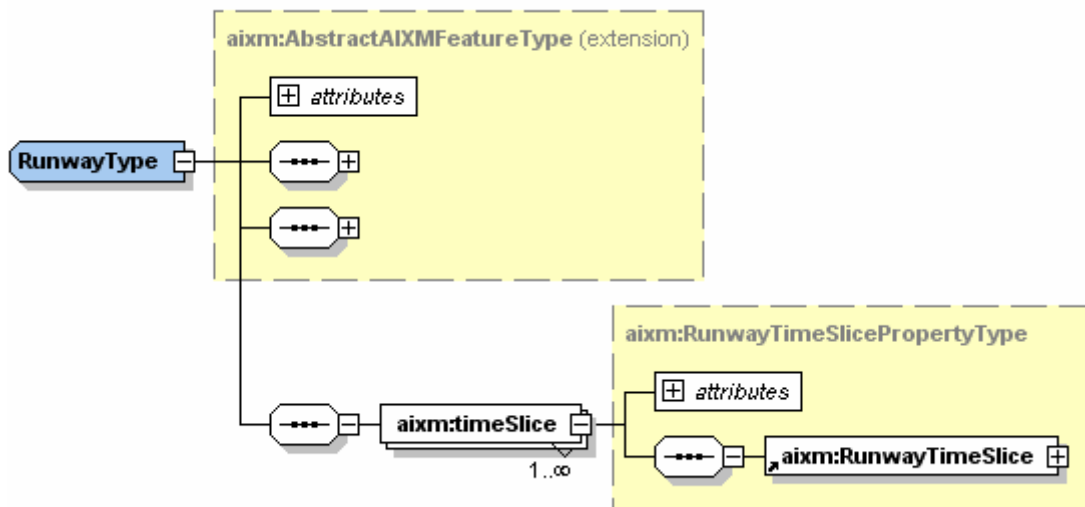 aixm:AbstractAIXMFeatureType (extension)
attributes
RunwayType
aixm:RunwayTimeSlicePropertyType
attributes
aixm:timeSlice
1..∞
aixm:RunwayTimeSlice